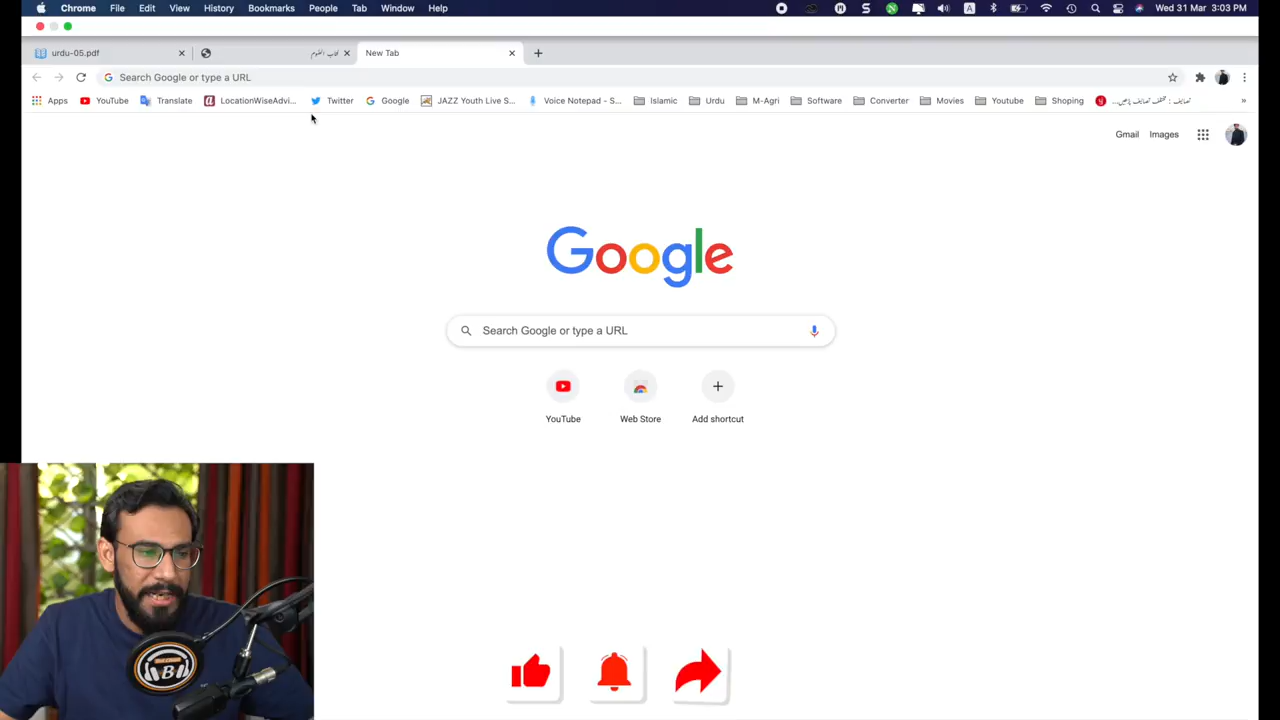 Chrome File Edit View History Bookmarks People Tab Window Help Wed 31 Mar 3:03 PM
urdu-05.pdf New Tab
Search Google or type a URL
Apps YouTube Translate LocationWiseAdvi... Twitter Google JAZZ Youth Live S... Voice Notepad - S... Islamic Urdu M-Agri Software Converter Movies Youtube Shoping
Gmail Images
Google
Search Google or type a URL
YouTube Web Store Add shortcut
B